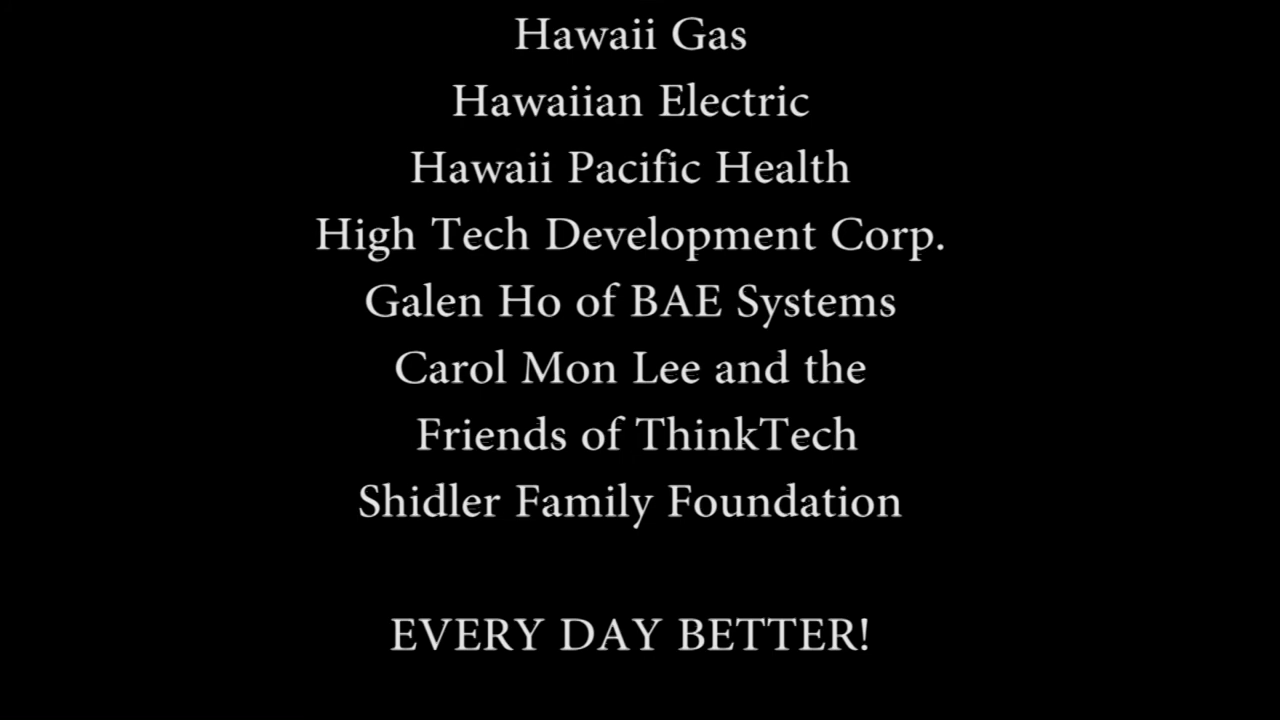 Hawaii Gas
Hawaiian Electric
Hawaii Pacific Health
High Tech Development Corp.
Galen Ho of BAE Systems
Carol Mon Lee and the
Friends of ThinkTech
Shidler Family Foundation
EVERY DAY BETTER!